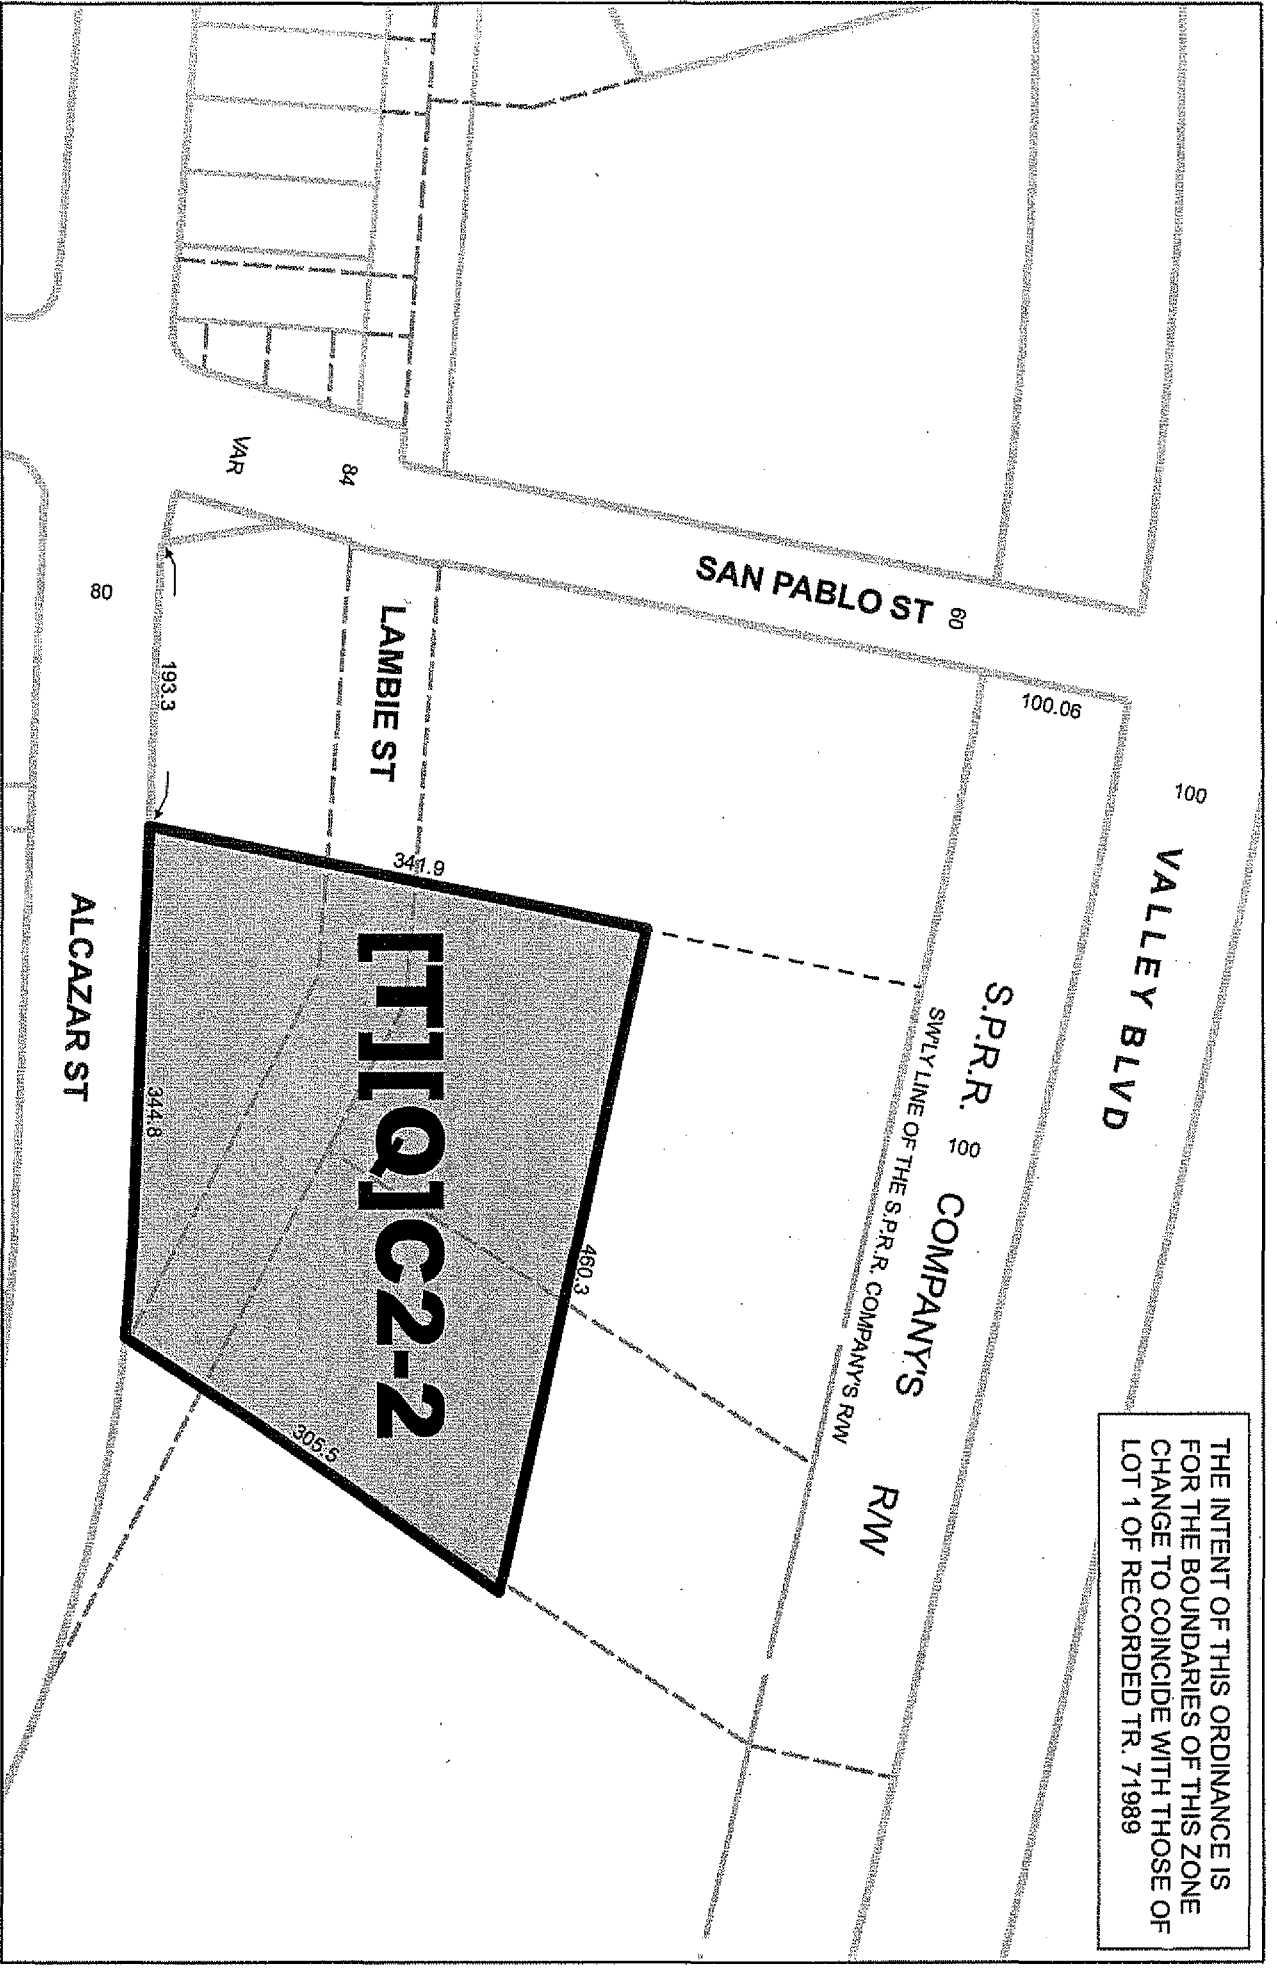 THE INTENT OF THIS ORDINANCE IS
FOR THE BOUNDARIES OF THIS ZONE
CHANGE TO COINCIDE WITH THOSE OF
LOT 1 OF RECORDED TR. 71989
100
VALLEY BLVD
100.06
S.P.R.R. COMPANY'S R/W
100
SW'LY LINE OF THE S.P.R.R. COMPANY'S R/W
SAN PABLO ST
60
460.3
341.9
[T][Q]C2-2
LAMBIE ST
84
VAR
305.5
193.3
344.8
80
ALCAZAR ST